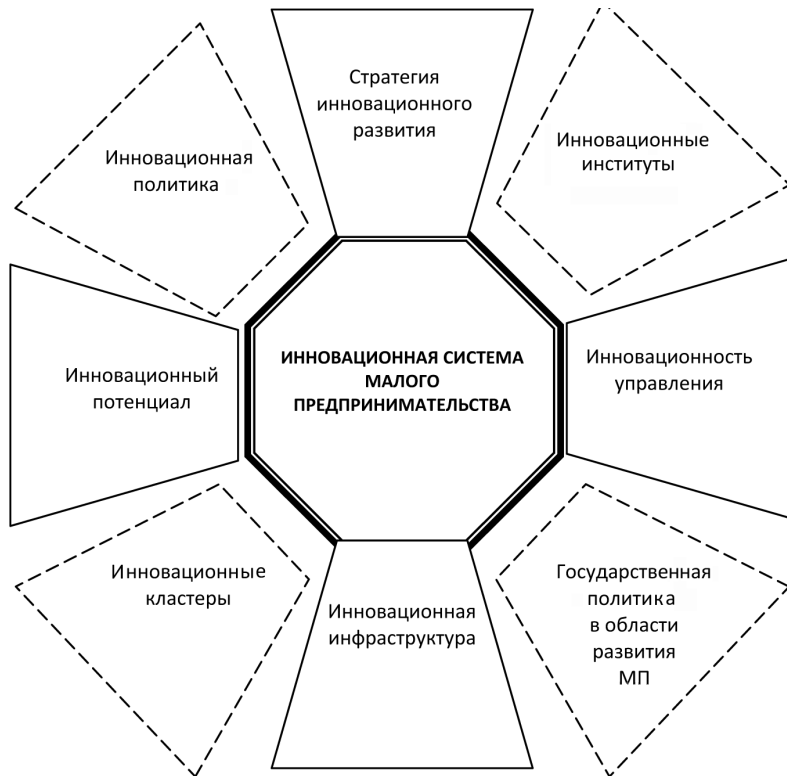 Стратегия
инновационного
развития
Инновационная
политика
Инновационные
институты
ИННОВАЦИОННАЯ СИСТЕМА
МАЛОГО
ПРЕДПРИНИМАТЕЛЬСТВА
Инновационный
потенциал
Инновационность
управления
Инновационные
кластеры
Инновационная
инфраструктура
Государственная
политика
в области
развития
МП